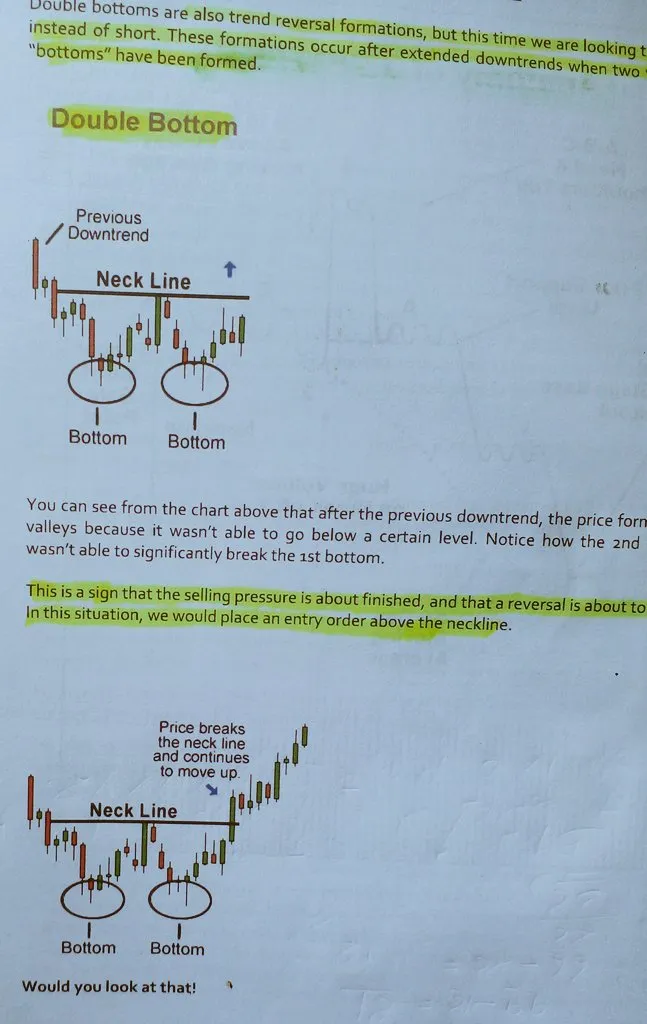 Double bottoms are also trend reversal formations, but this time we are looking t
instead of short. These formations occur after extended downtrends when two
“bottoms” have been formed.
Double Bottom
Previous
Downtrend
Neck Line
Bottom
Bottom
You can see from the chart above that after the previous downtrend, the price form
valleys because it wasn’t able to go below a certain level. Notice how the 2nd
wasn’t able to significantly break the 1st bottom.
This is a sign that the selling pressure is about finished, and that a reversal is about to
In this situation, we would place an entry order above the neckline.
Price breaks
the neck line
and continues
to move up.
Neck Line
Bottom
Bottom
Would you look at that!